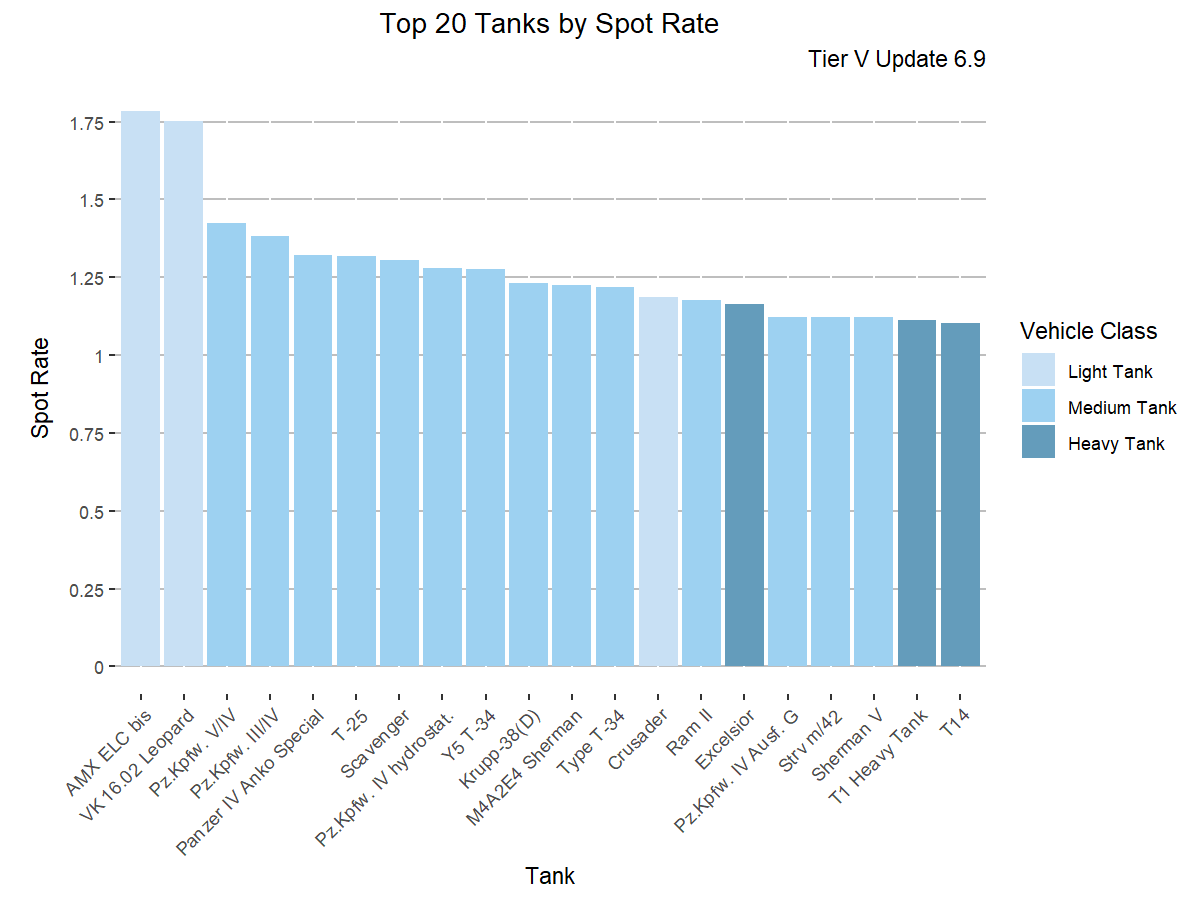 Top 20 Tanks by Spot Rate
Tier V Update 6.9
1.75
1.5
1.25
1
0.75
0.5
0.25
0
Spot Rate
AMX ELC bis
VK 16.02 Leopard
Pz.Kpfw. V/IV
Pz.Kpfw. III/IV
Panzer IV Anko Special
T-25
Scavenger
Pz.Kpfw. IV hydrostat.
Y5 T-34
Krupp-38(D)
M4A2E4 Sherman
Type T-34
Crusader
Ram II
Excelsior
Pz.Kpfw. IV Ausf. G
Strv m/42
Sherman V
T1 Heavy Tank
T14
Tank
Vehicle Class
Light Tank
Medium Tank
Heavy Tank